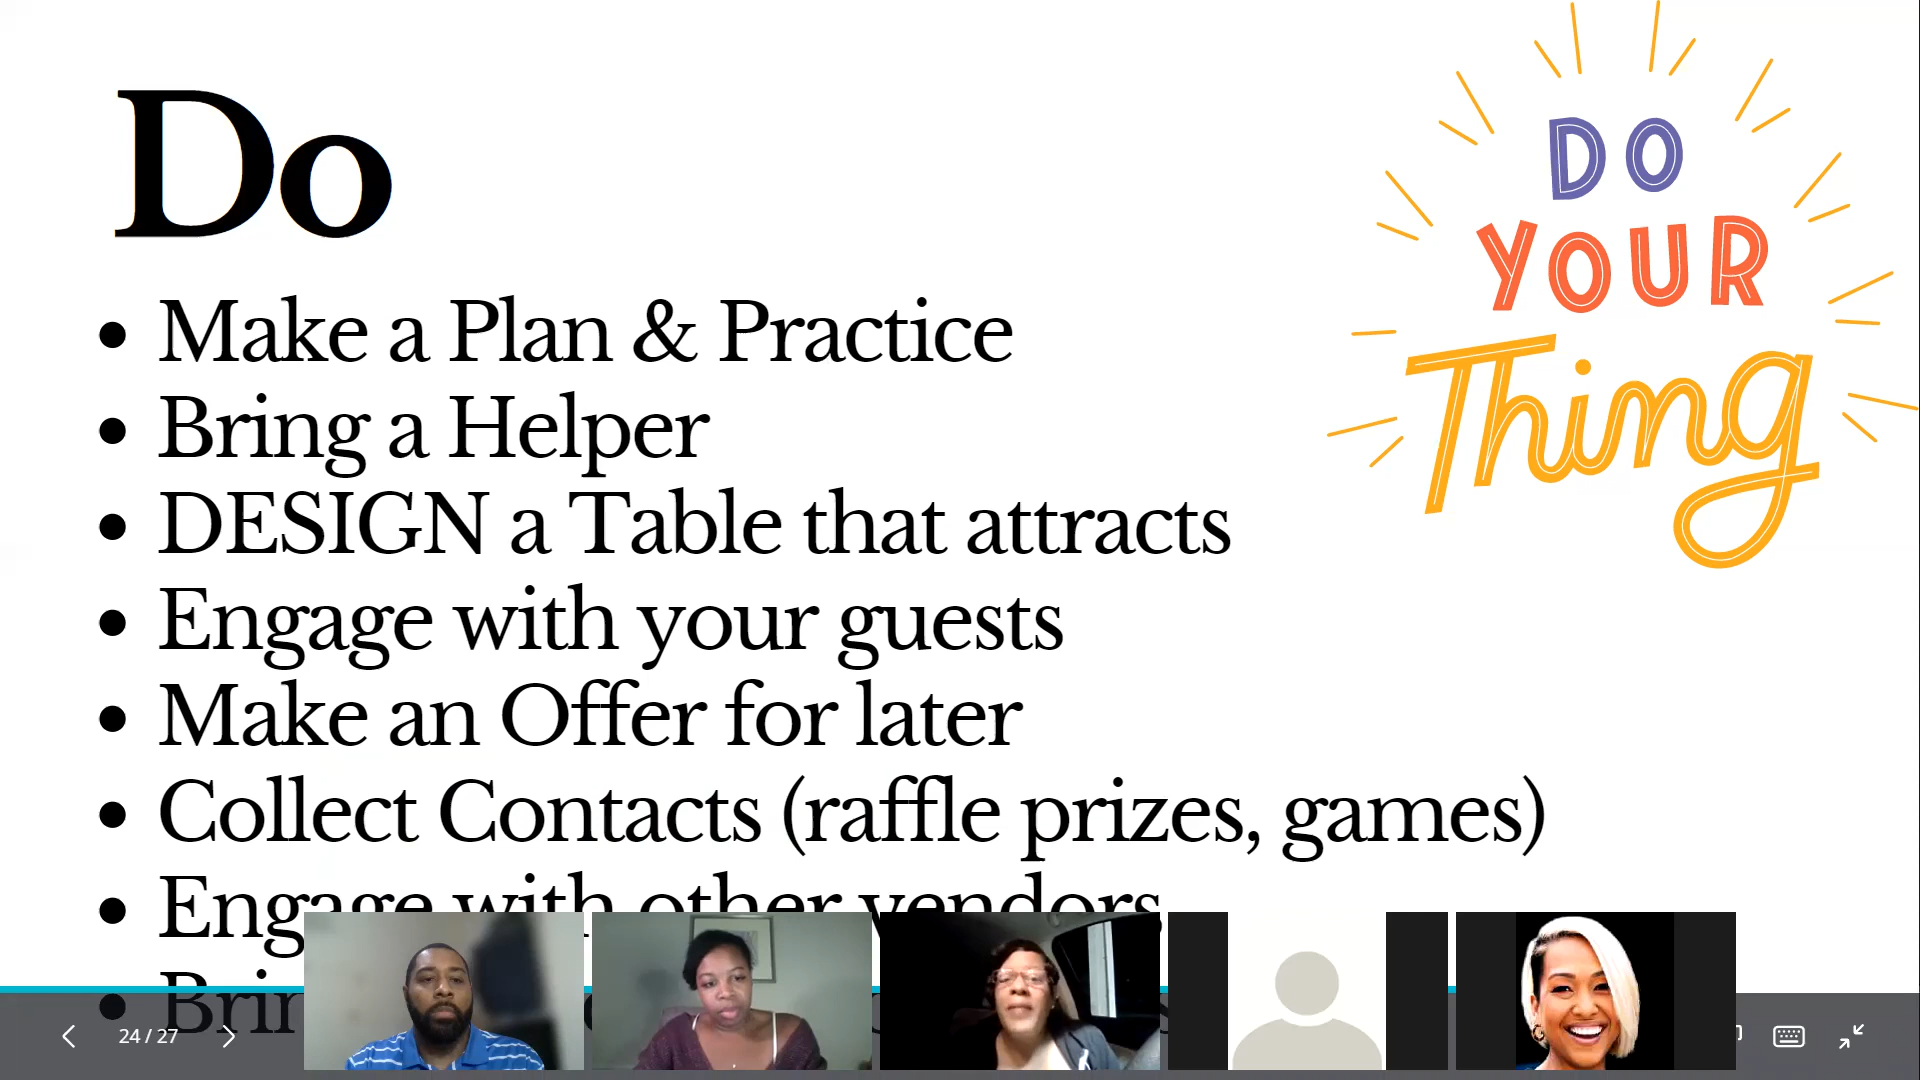 Do
DO
YOUR
Thing
• Make a Plan & Practice
• Bring a Helper
• DESIGN a Table that attracts
• Engage with your guests
• Make an Offer for later
• Collect Contacts (raffle prizes, games)
• Engage with other vendors
24 / 27